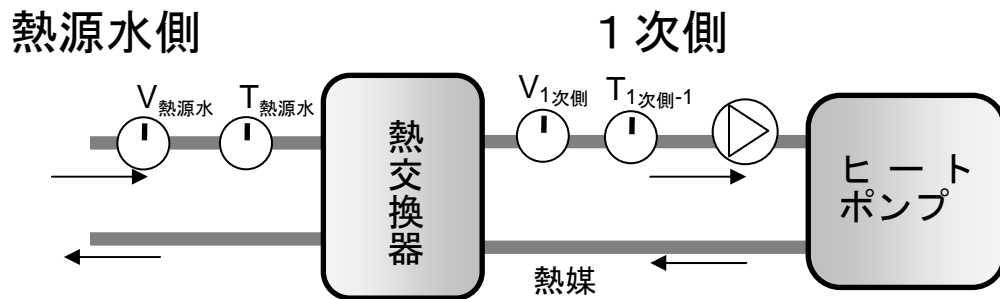 熱源水側
１次側
V熱源水
T熱源水
V1次側
T1次側-1
熱交換器
ヒート
ポンプ
熱媒